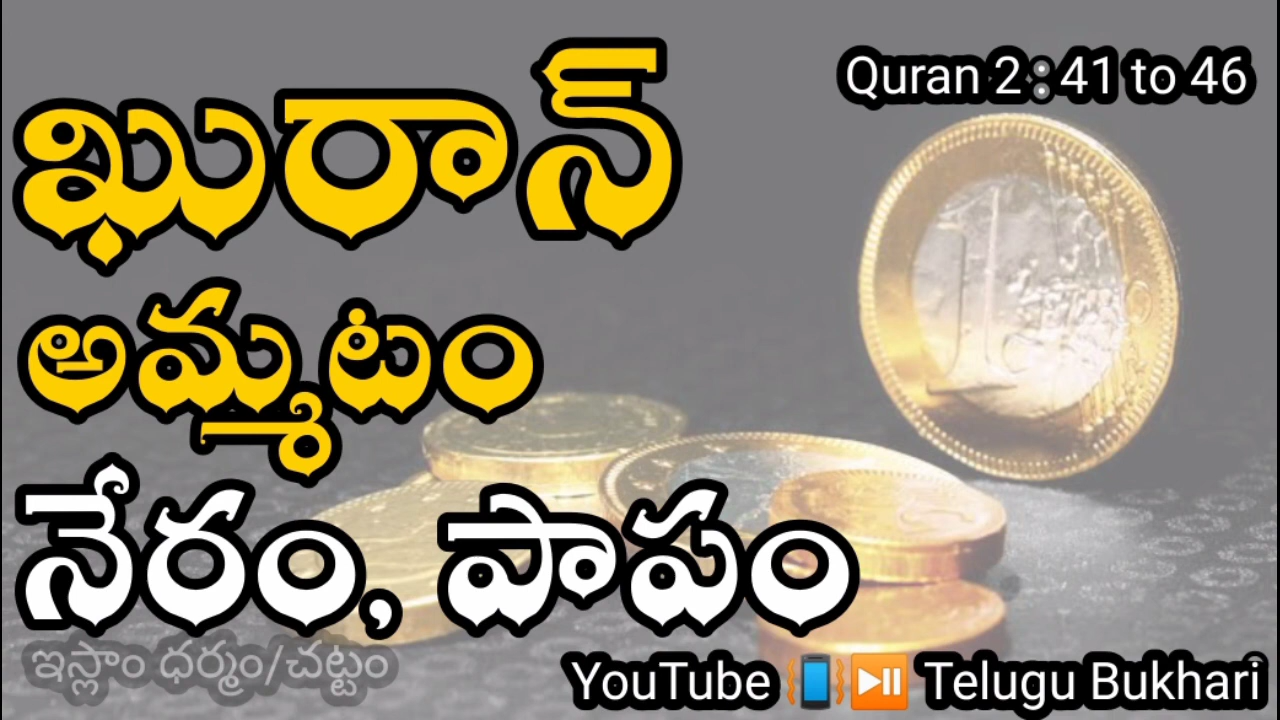 Quran 2:41 to 46
ఖురాన్
అమ్మటం
నేరం, పాపం
ఇస్లాం ధర్మం/చట్టం
YouTube 📳⏯️ Telugu Bukhari